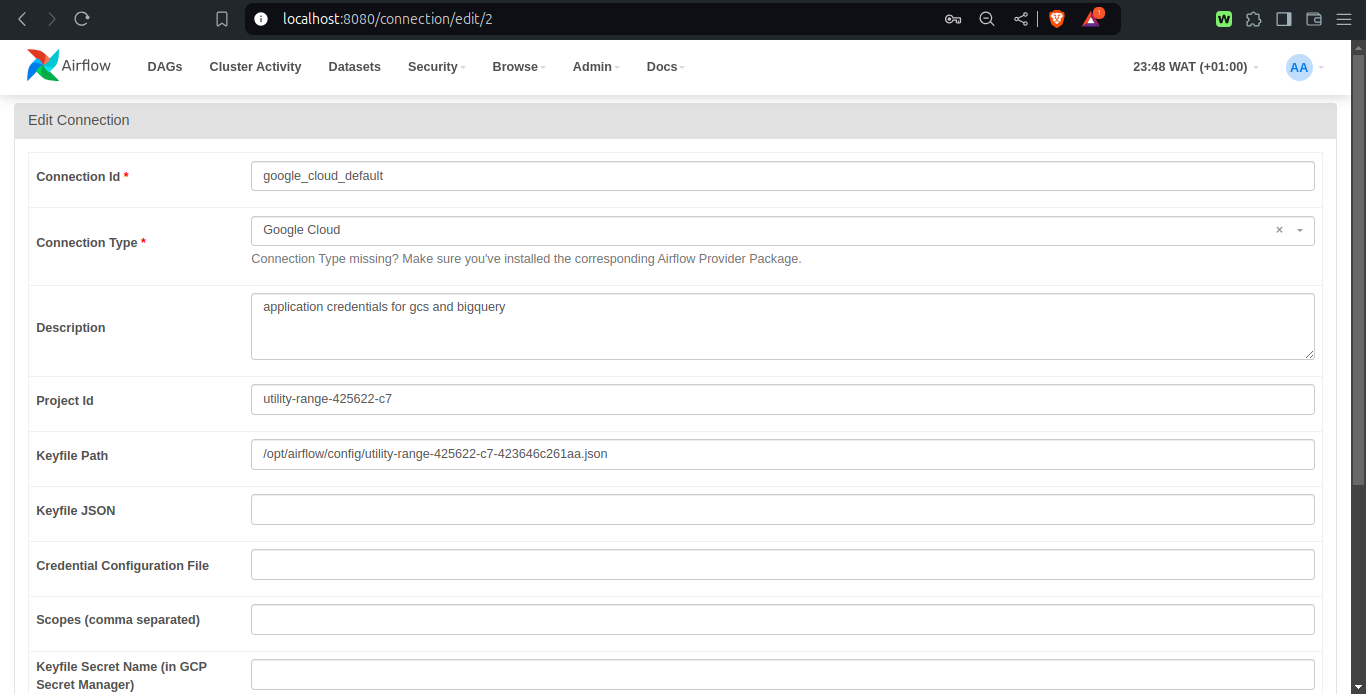 localhost:8080/connection/edit/2
1
W
Airflow DAGs Cluster Activity Datasets Security Browse Admin Docs 23:48 WAT (+01:00) AA
Edit Connection
Connection Id * google_cloud_default
Connection Type * Google Cloud × 
Connection Type missing? Make sure you've installed the corresponding Airflow Provider Package.
Description application credentials for gcs and bigquery
Project Id utility-range-425622-c7
Keyfile Path /opt/airflow/config/utility-range-425622-c7-423646c261aa.json
Keyfile JSON
Credential Configuration File
Scopes (comma separated)
Keyfile Secret Name (in GCP
Secret Manager)